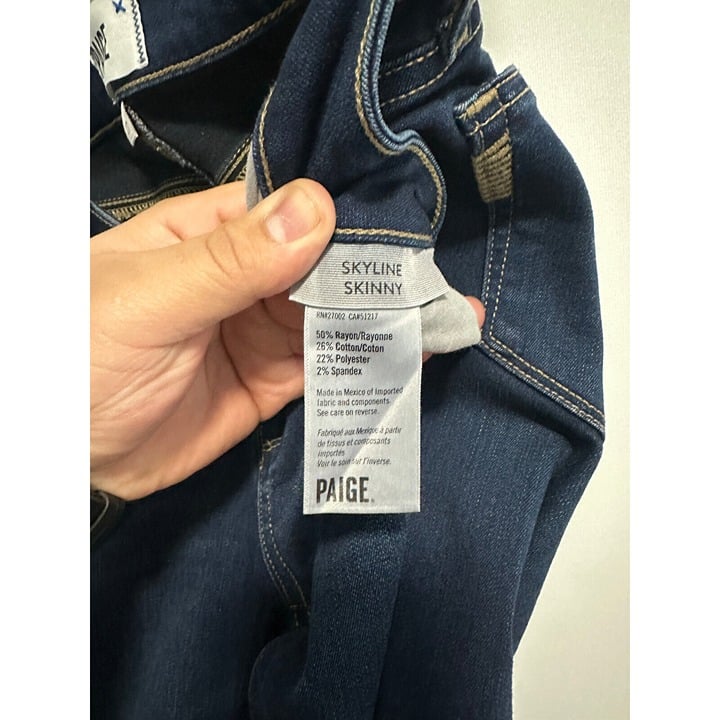 SKYLINE
SKINNY
RN#27002 CA#51217
50% Rayon/Rayonne
26% Cotton/Coton
22% Polyester
2% Spandex
Made in Mexico of imported
fabric and components.
See care on reverse.
Fabriqué aux Mexique à partir
de tissus et composants
importés
Voir le soin sur l'inverse.
PAIGE